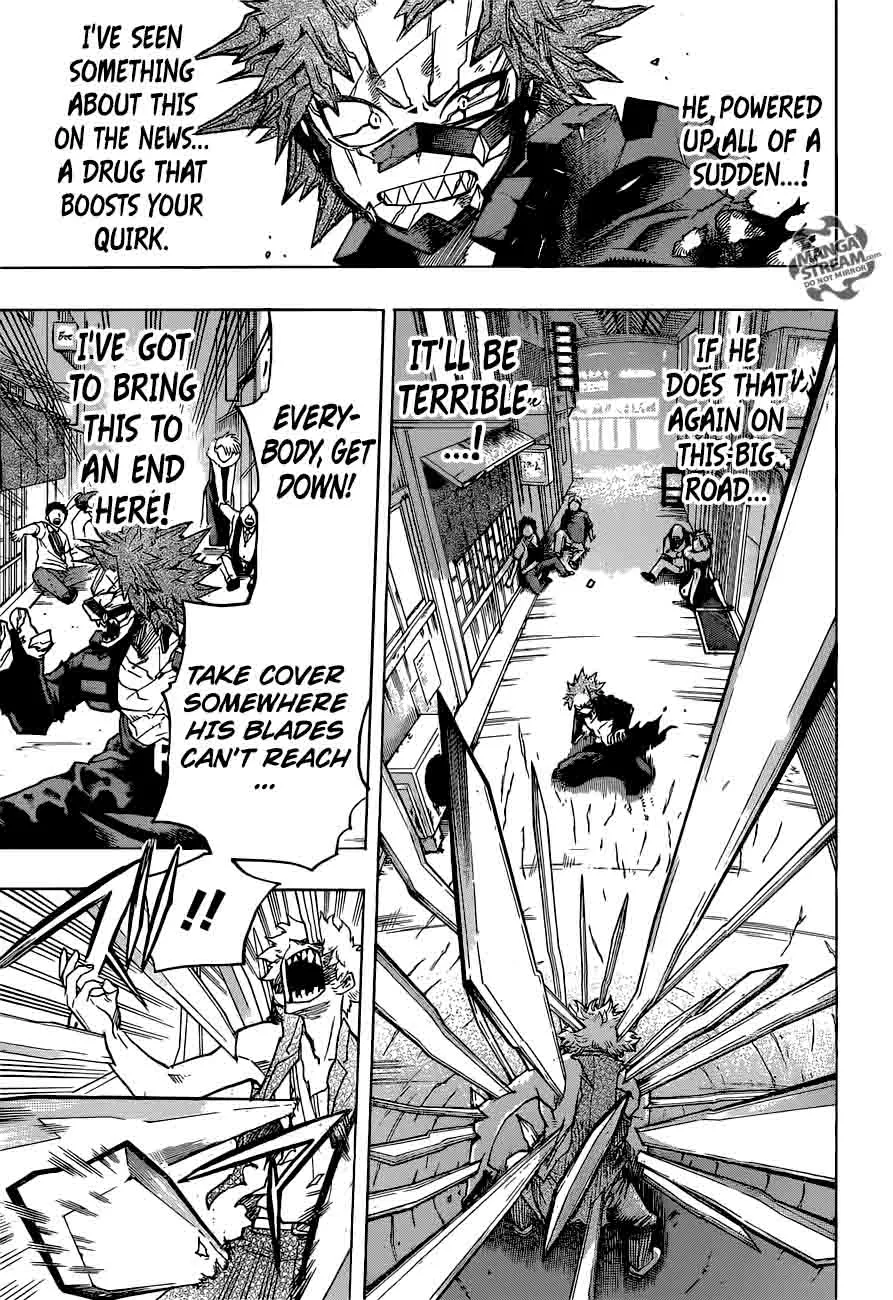 HE POWERED
UP ALL OF A
SUDDEN...!
I'VE SEEN
SOMETHING
ABOUT THIS
ON THE NEWS...
A DRUG THAT
BOOSTS YOUR
QUIRK.
MANGA
STREAM.com
DO NOT MIRROR
IF HE
DOES THAT
AGAIN ON
THIS BIG
ROAD...
IT'LL BE
TERRIBLE
...!
EVERY-
BODY, GET
DOWN!
I'VE GOT
TO BRING
THIS TO
AN END
HERE!
TAKE COVER
SOMEWHERE
HIS BLADES
CAN'T REACH
...
!!